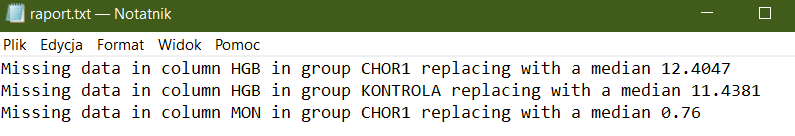 raport.txt — Notatnik
Plik Edycja Format Widok Pomoc
Missing data in column HGB in group CHOR1 replacing with a median 12.4047
Missing data in column HGB in group KONTROLA replacing with a median 11.4381
Missing data in column MON in group CHOR1 replacing with a median 0.76